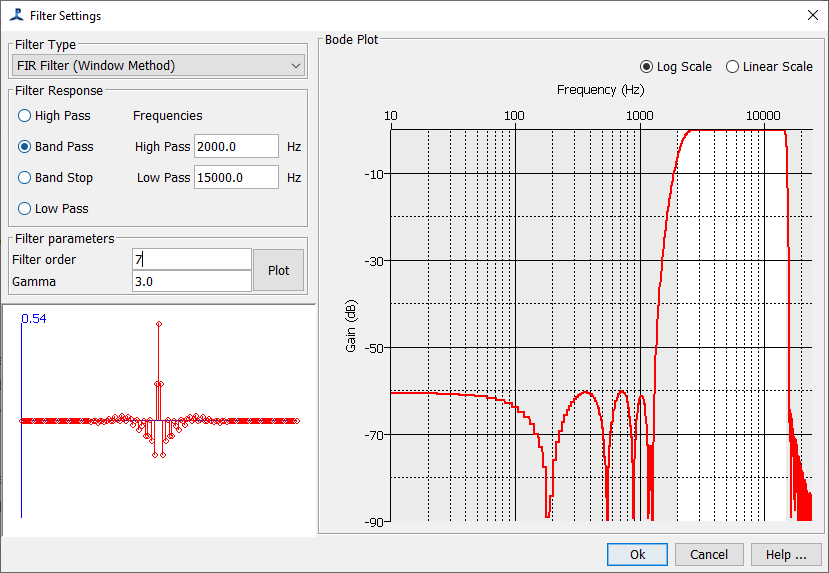 Filter Settings
Filter Type
FIR Filter (Window Method)
Filter Response
High Pass
Frequencies
Band Pass
High Pass 2000.0 Hz
Band Stop
Low Pass 15000.0 Hz
Low Pass
Filter parameters
Filter order 7
Gamma 3.0
Plot
0.54
Bode Plot
Log Scale Linear Scale
Frequency (Hz)
10 100 1000 10000
-10
-30
-50
-70
-90
Gain (dB)
Ok Cancel Help ...